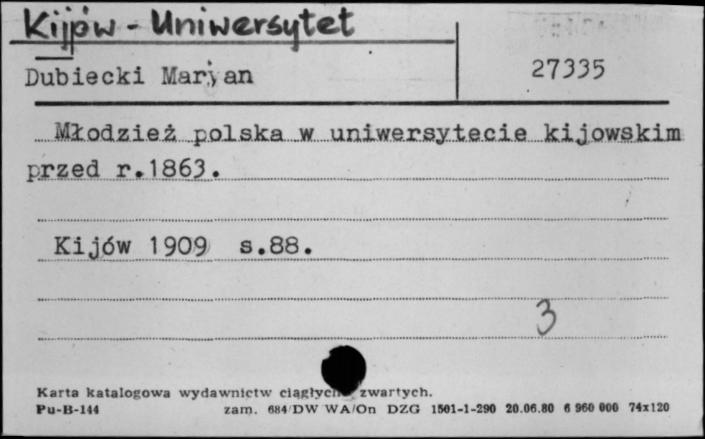 Kijów - Uniwersytet
Dubiecki Maryan 27335
Młodzież polska w uniwersytecie kijowskim
przed r.1863.
Kijów 1909 s.88.
3
Karta katalogowa wydawnictw ciągłych zwartych.
Pu-B-144 zam. 684/DW WA/On DZG 1501-1-290 20.06.80 6 960 000 74x120